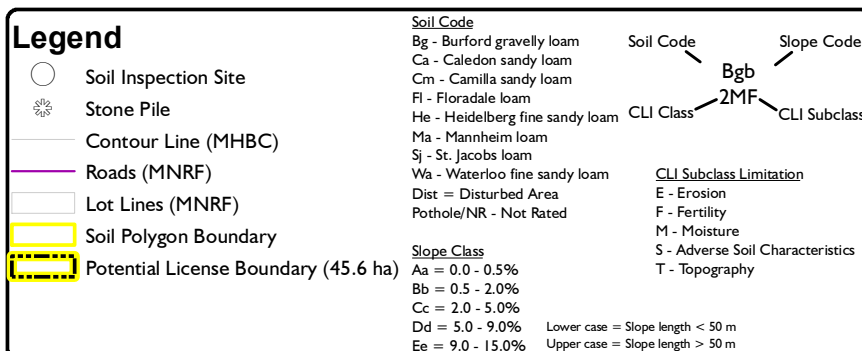 Legend
Soil Inspection Site
Stone Pile
Contour Line (MHBC)
Roads (MNRF)
Lot Lines (MNRF)
Soil Polygon Boundary
Potential License Boundary (45.6 ha)
Soil Code
Bg - Burford gravelly loam
Ca - Caledon sandy loam
Cm - Camilla sandy loam
Fl - Floradale loam
He - Heidelberg fine sandy loam
Ma - Mannheim loam
Sj - St. Jacobs loam
Wa - Waterloo fine sandy loam
Dist = Disturbed Area
Pothole/NR - Not Rated
Slope Class
Aa = 0.0 - 0.5%
Bb = 0.5 - 2.0%
Cc = 2.0 - 5.0%
Dd = 5.0 - 9.0%
Ee = 9.0 - 15.0%
Lower case = Slope length < 50 m
Upper case = Slope length > 50 m
Soil Code
Slope Code
Bgb
2MF
CLI Class
CLI Subclass
CLI Subclass Limitation
E - Erosion
F - Fertility
M - Moisture
S - Adverse Soil Characteristics
T - Topography